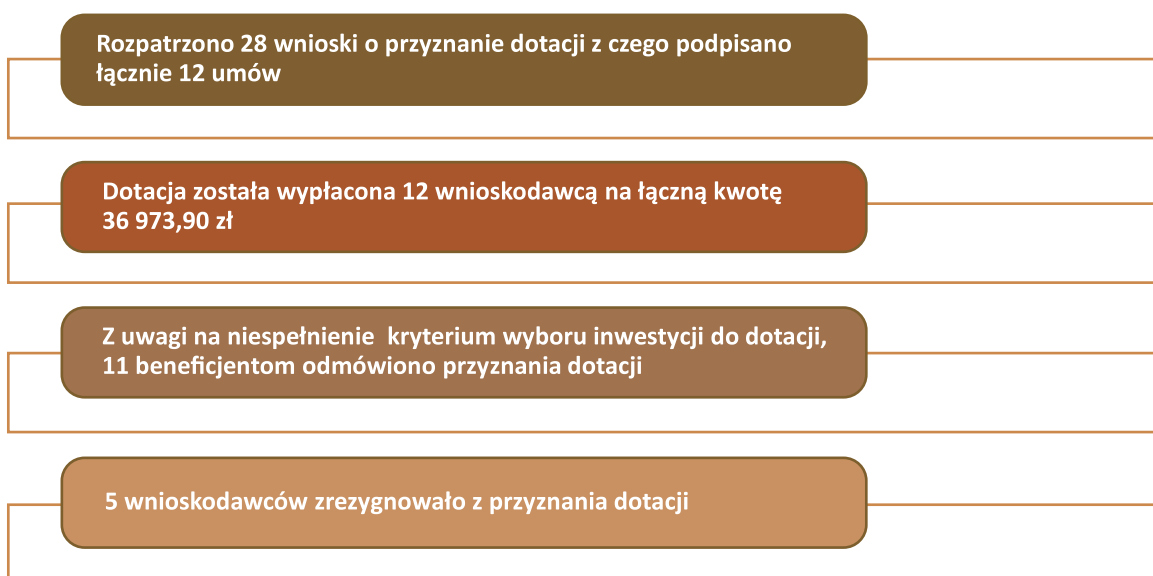 Rozpatrzono 28 wnioski o przyznanie dotacji z czego podpisano
łącznie 12 umów
Dotacja została wypłacona 12 wnioskodawcą na łączną kwotę
36 973,90 zł
Z uwagi na niespełnienie  kryterium wyboru inwestycji do dotacji,
11 beneficjentom odmówiono przyznania dotacji
5 wnioskodawców zrezygnowało z przyznania dotacji